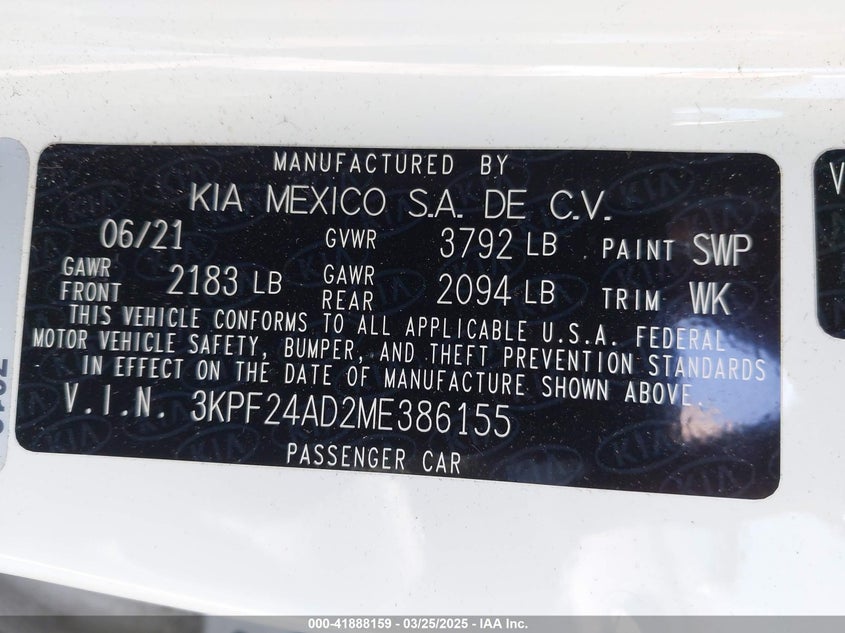 MANUFACTURED BY
KIA MEXICO S.A. DE C.V.
06/21 GVWR 3792 LB PAINT SWP
GAWR FRONT 2183 LB GAWR REAR 2094 LB TRIM WK
THIS VEHICLE CONFORMS TO ALL APPLICABLE U.S.A. FEDERAL
MOTOR VEHICLE SAFETY, BUMPER, AND THEFT PREVENTION STANDARDS
IN EFFECT ON THE DATE OF MANUFACTURE SHOWN ABOVE.
V.I.N. 3KPF24AD2ME386155
PASSENGER CAR
000-41888159 — 03/25/2025 — IAA Inc.